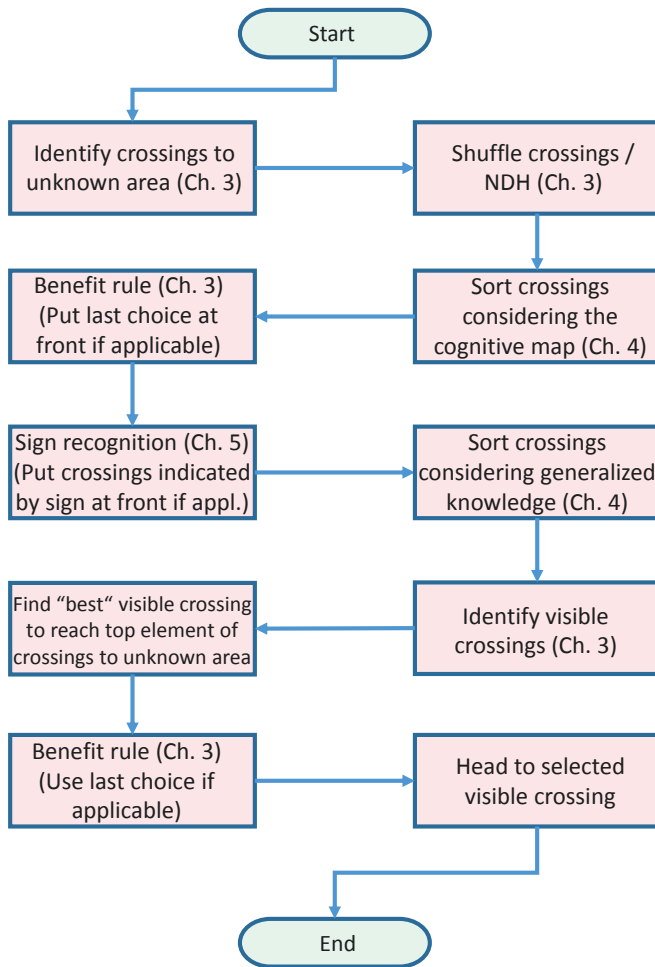 Start
Identify crossings to
unknown area (Ch. 3)
Shuffle crossings /
NDH (Ch. 3)
Sort crossings
considering the
cognitive map (Ch. 4)
Benefit rule (Ch. 3)
(Put last choice at
front if applicable)
Sign recognition (Ch. 5)
(Put crossings indicated
by sign at front if appl.)
Sort crossings
considering generalized
knowledge (Ch. 4)
Identify visible
crossings (Ch. 3)
Find “best“ visible crossing
to reach top element of
crossings to unknown area
Benefit rule (Ch. 3)
(Use last choice if
applicable)
Head to selected
visible crossing
End